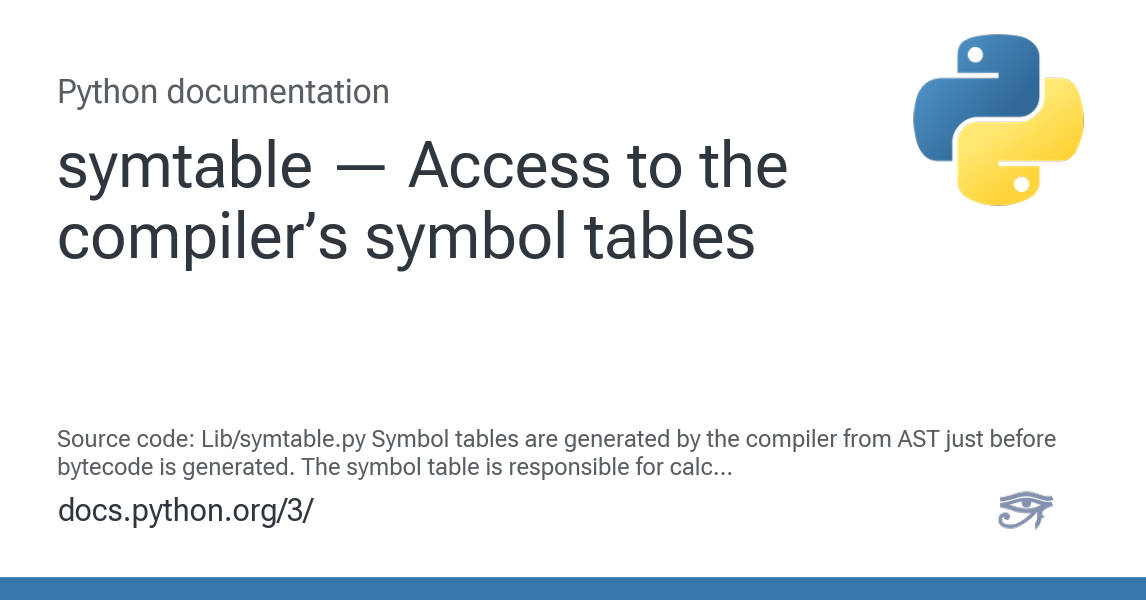 Python documentation
symtable — Access to the
compiler’s symbol tables
Source code: Lib/symtable.py Symbol tables are generated by the compiler from AST just before
bytecode is generated. The symbol table is responsible for calc...
docs.python.org/3/